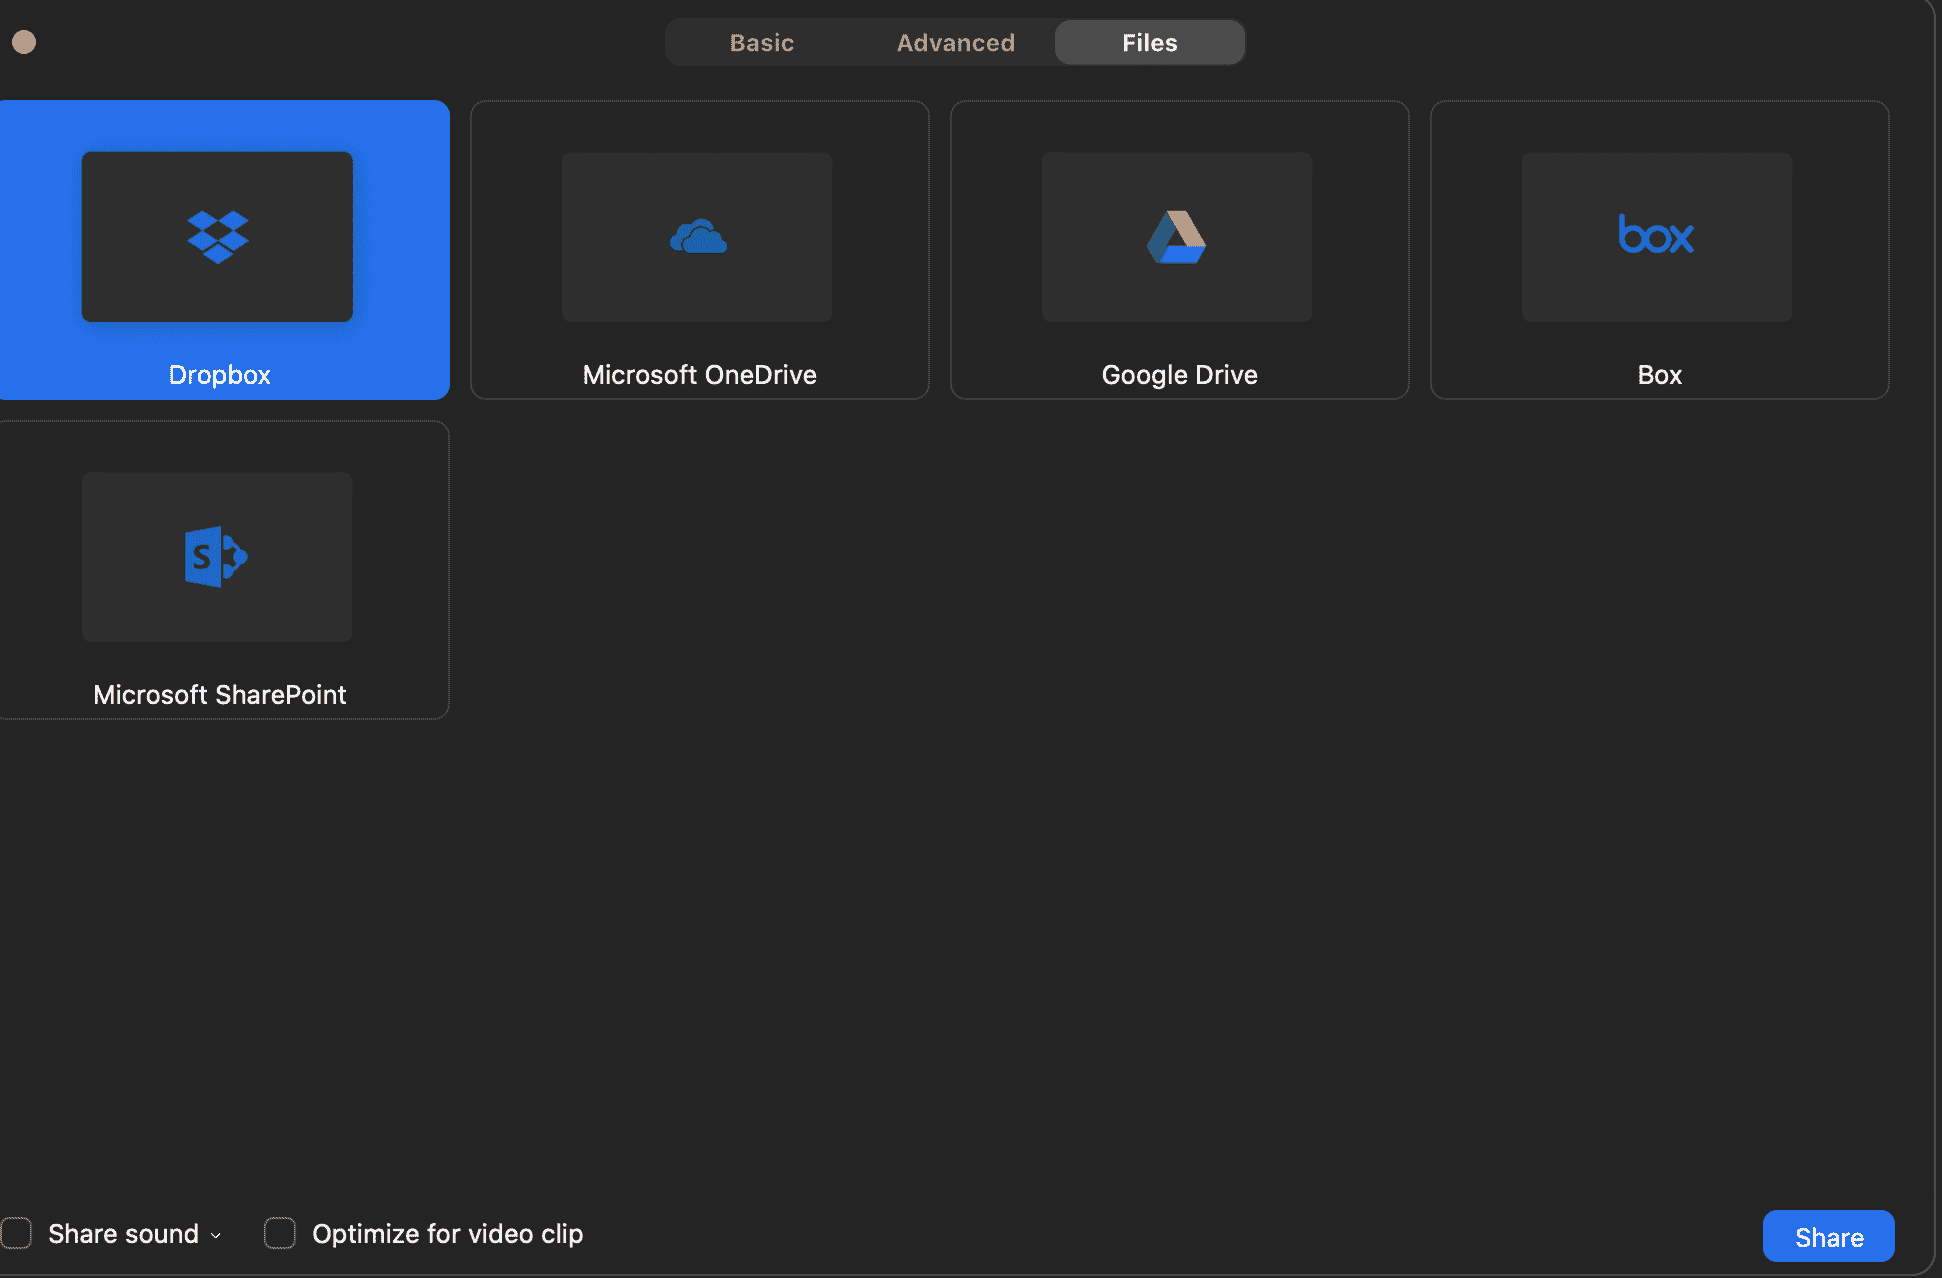 Basic Advanced Files
box
Dropbox Microsoft OneDrive Google Drive Box
S
Microsoft SharePoint
Share sound Optimize for video clip Share